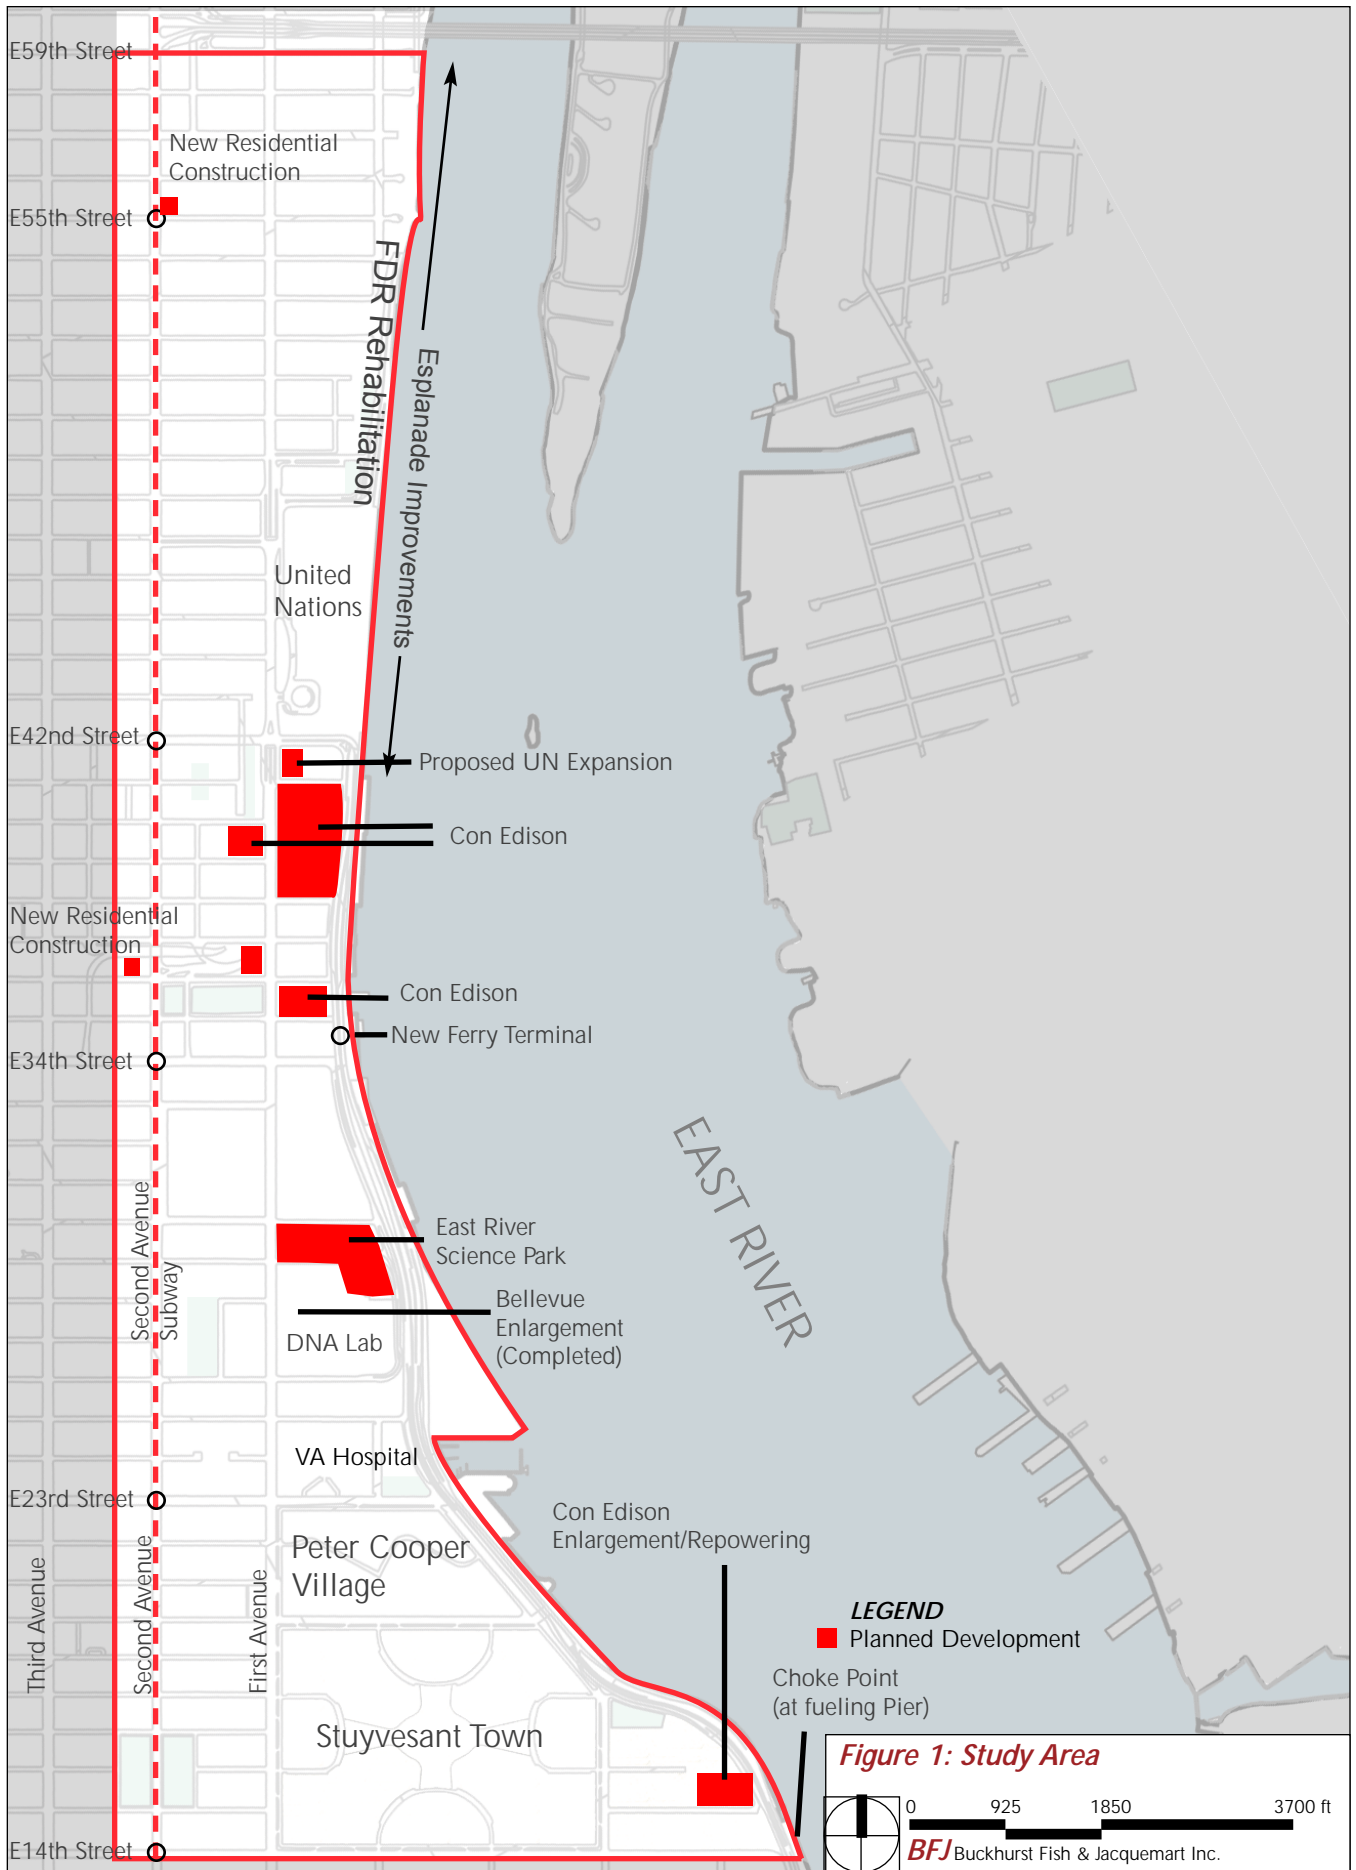 E59th Street
New Residential
Construction
E55th Street
FDR Rehabilitation
Esplanade Improvements
United
Nations
E42nd Street
Proposed UN Expansion
Con Edison
New Residential
Construction
Con Edison
New Ferry Terminal
E34th Street
EAST RIVER
Second Avenue
Subway
East River
Science Park
Bellevue
Enlargement
(Completed)
DNA Lab
VA Hospital
E23rd Street
Con Edison
Enlargement/Repowering
Peter Cooper
Village
Third Avenue
Second Avenue
First Avenue
LEGEND
Planned Development
Choke Point
(at fueling Pier)
Stuyvesant Town
E14th Street
Figure 1: Study Area
0 925 1850 3700 ft
BFJ Buckhurst Fish & Jacquemart Inc.